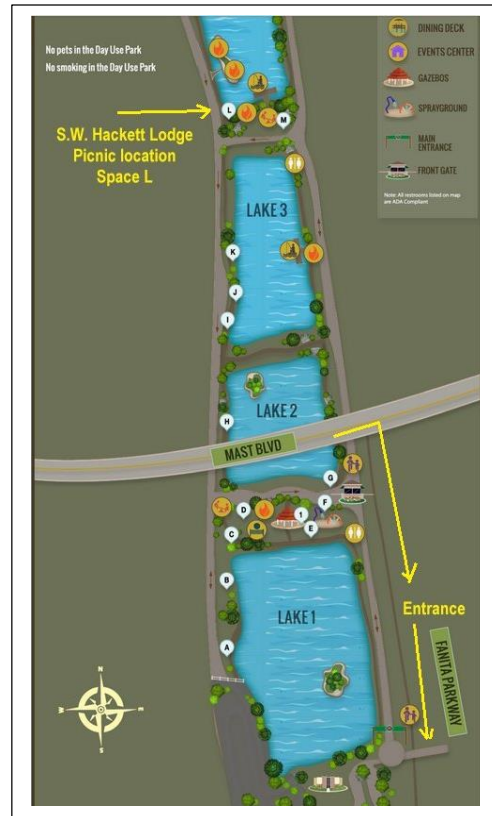 No pets in the Day Use Park
No smoking in the Day Use Park
DINING DECK
EVENTS CENTER
GAZEBOS
SPRAYGROUND
MAIN
ENTRANCE
FRONT GATE
Note: All restrooms listed on map
are ADA Compliant
S.W. Hackett Lodge
Picnic location
Space L
L
M
LAKE 3
K
J
I
LAKE 2
H
MAST BLVD
G
F
D
1
C
E
B
LAKE 1
A
Entrance
FANITA PARKWAY
N
W
E
S